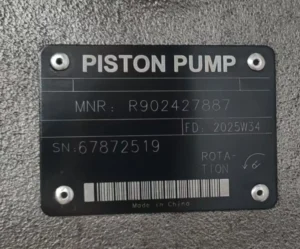 PISTON PUMP
MNR: R902427887
FD: 2025W34
SN:67872519
ROTA-
TION
Made in China